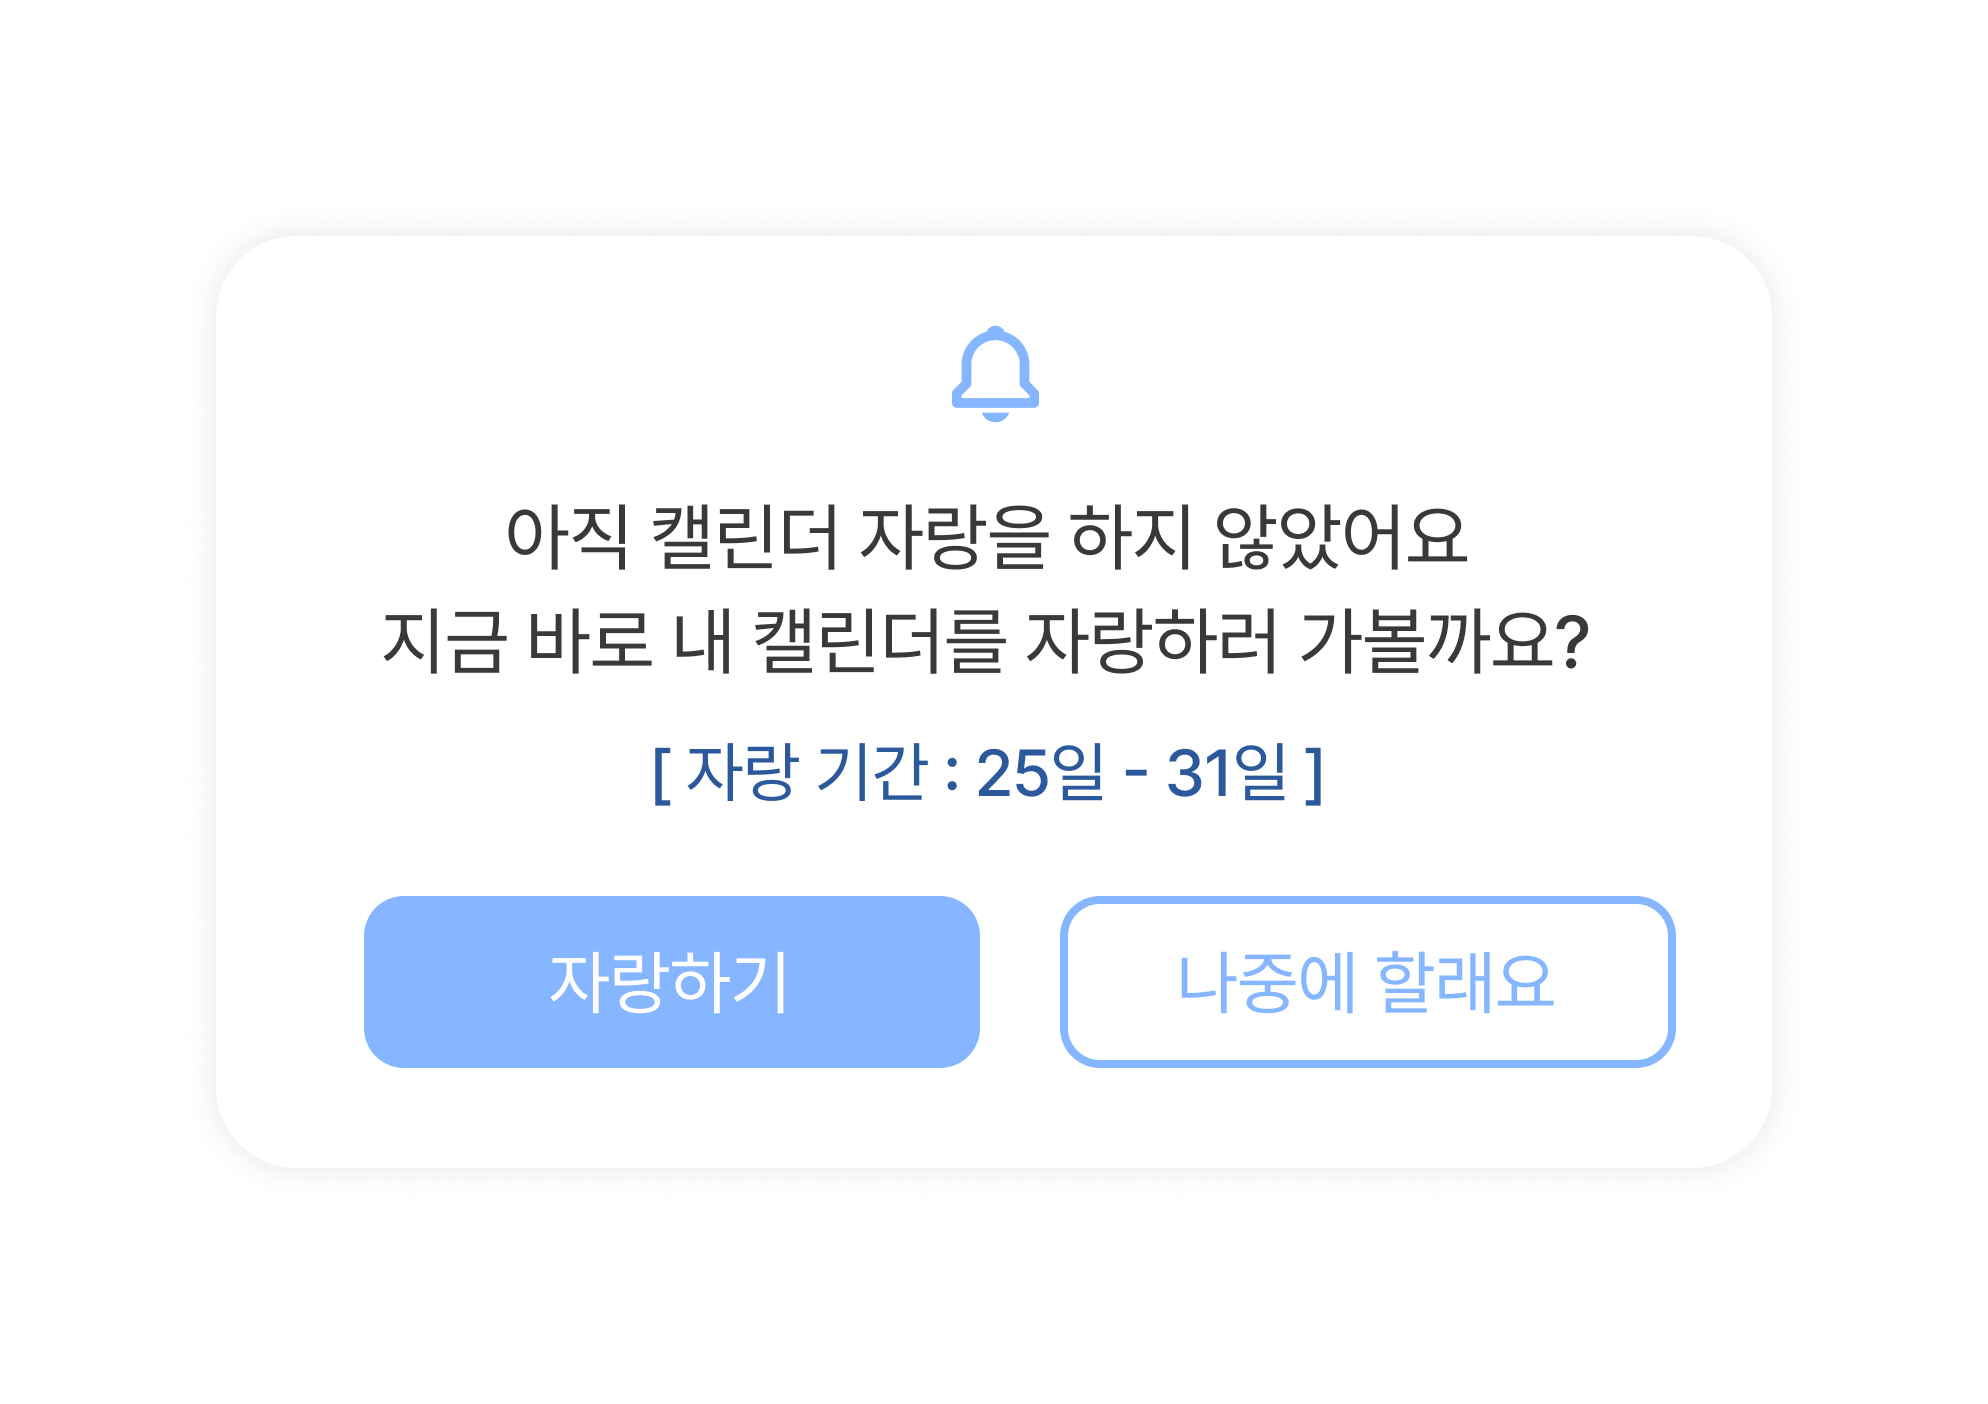 아직 캘린더 자랑을 하지 않았어요
지금 바로 내 캘린더를 자랑하러 가볼까요?
[ 자랑 기간 : 25일 - 31일 ]
자랑하기
나중에 할래요